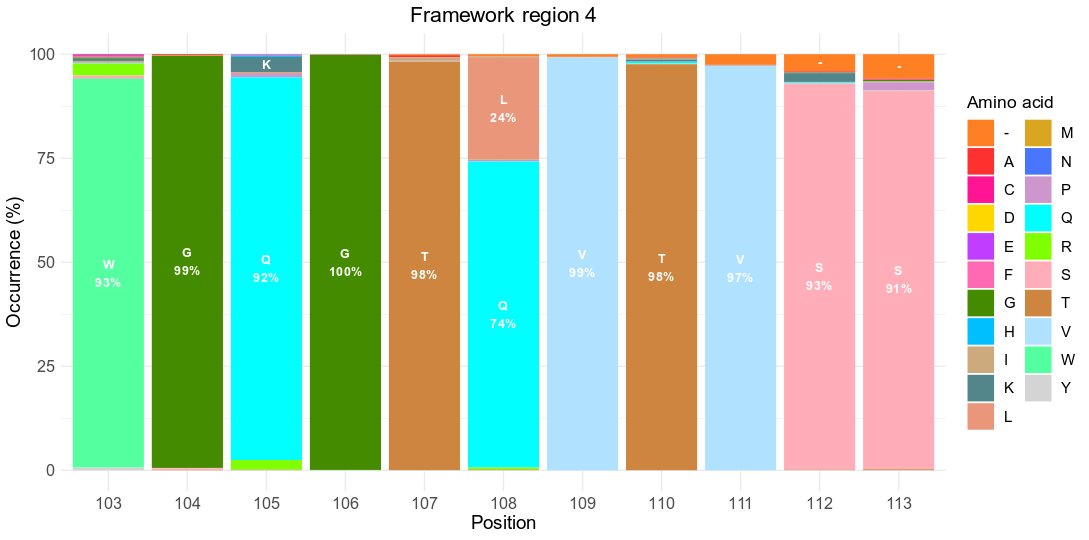 Framework region 4
Occurrence (%)
100
75
50
25
0
W
93%
G
99%
K
Q
92%
G
100%
T
98%
L
24%
Q
74%
V
99%
T
98%
V
97%
-
S
93%
-
S
91%
103 104 105 106 107 108 109 110 111 112 113
Position
Amino acid
- M
A N
C P
D Q
E R
F S
G T
H V
I W
K Y
L